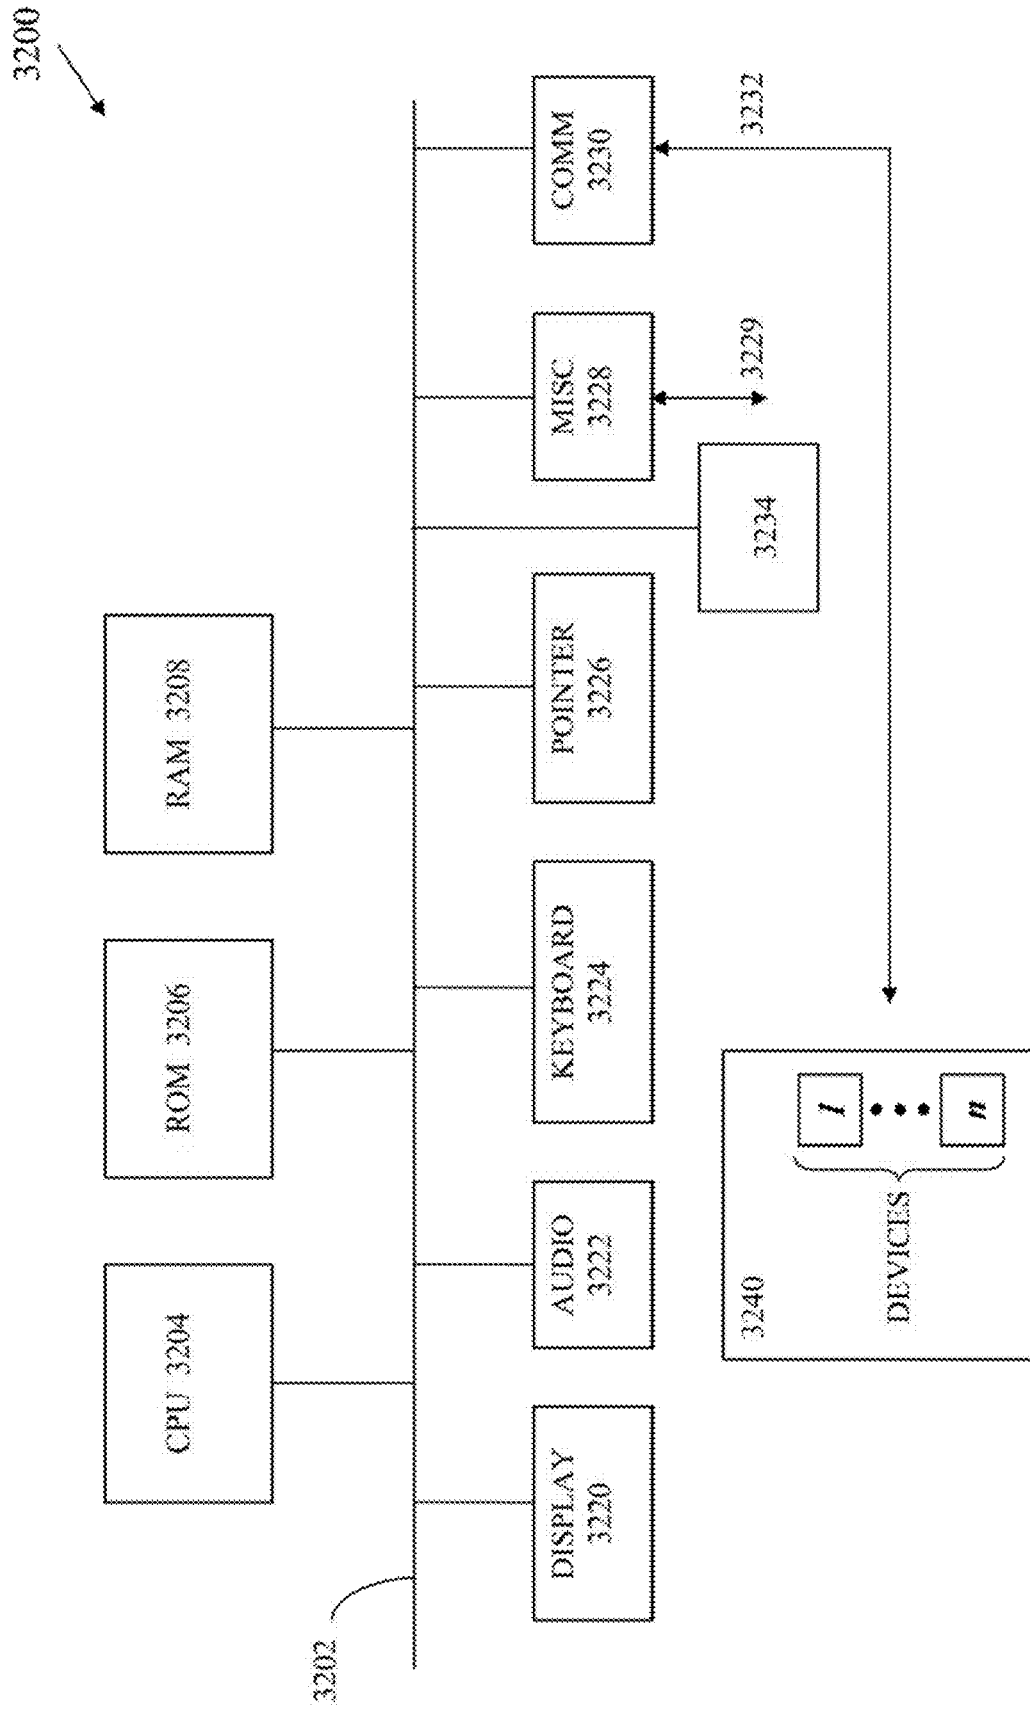 3200
CPU 3204
ROM 3206
RAM 3208
3202
DISPLAY
3220
AUDIO
3222
KEYBOARD
3224
POINTER
3226
MISC
3228
COMM
3230
3234
3229
3232
3240
DEVICES
1
n